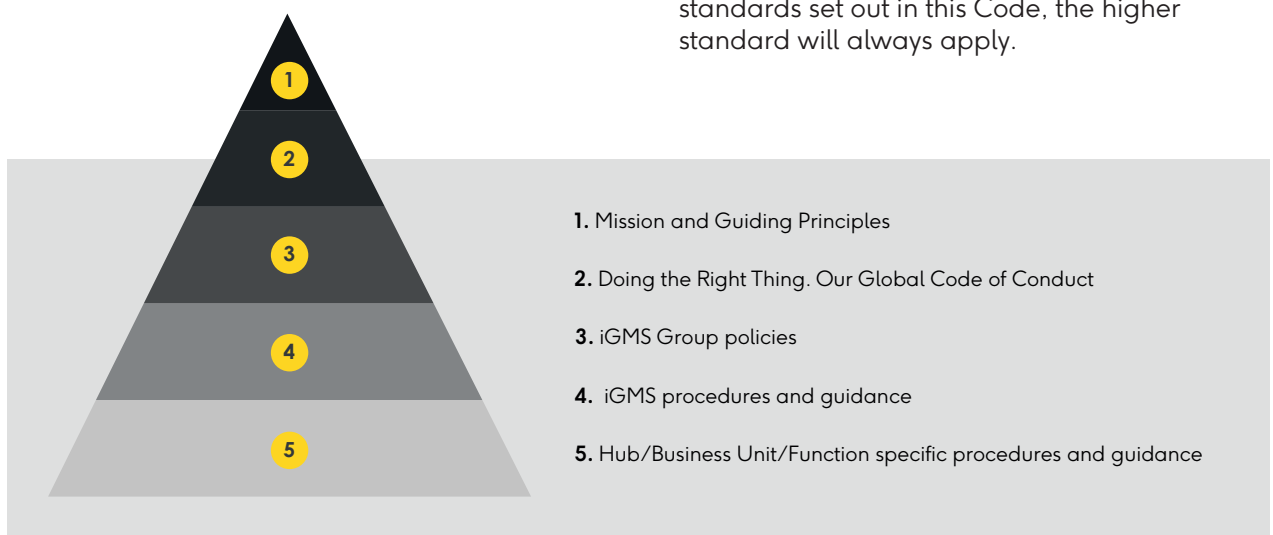 standards set out in this Code, the higher
standard will always apply.
1
2
3
4
5
1. Mission and Guiding Principles
2. Doing the Right Thing. Our Global Code of Conduct
3. iGMS Group policies
4. iGMS procedures and guidance
5. Hub/Business Unit/Function specific procedures and guidance